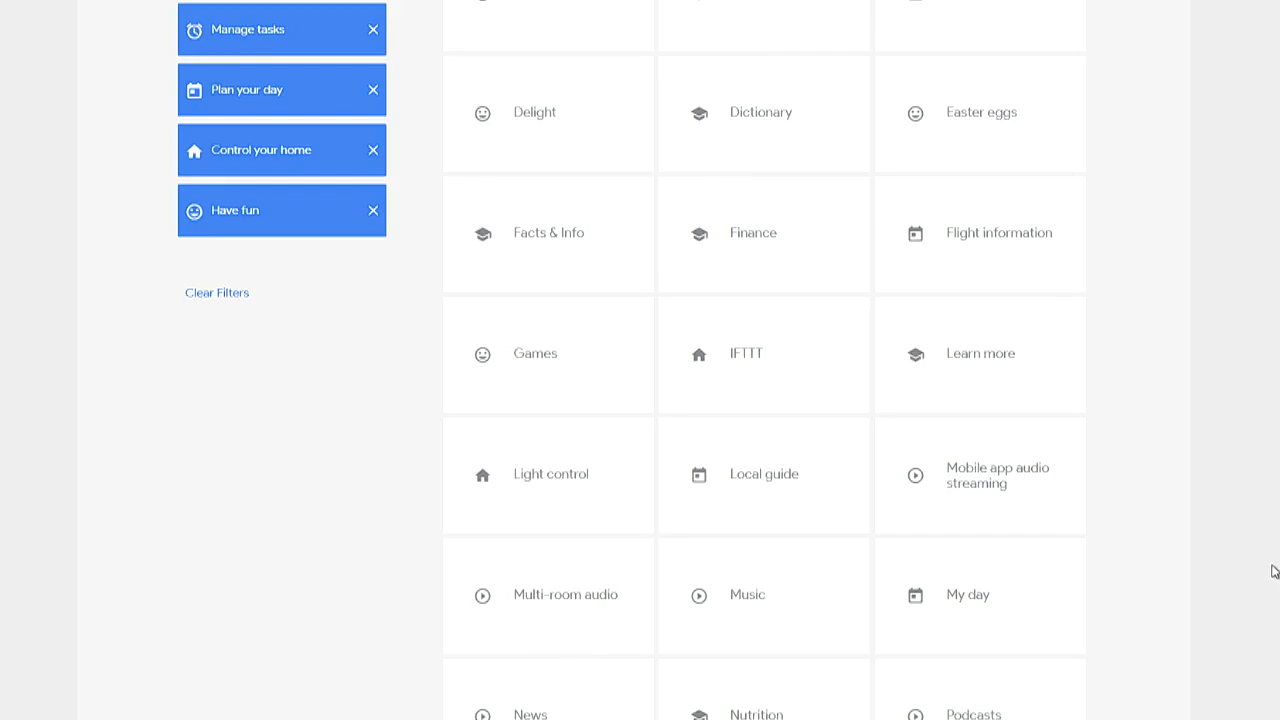 Manage tasks
Plan your day
Control your home
Have fun
Clear Filters
Delight
Dictionary
Easter eggs
Facts & Info
Finance
Flight information
Games
IFTTT
Learn more
Light control
Local guide
Mobile app audio
streaming
Multi-room audio
Music
My day
News
Nutrition
Podcasts